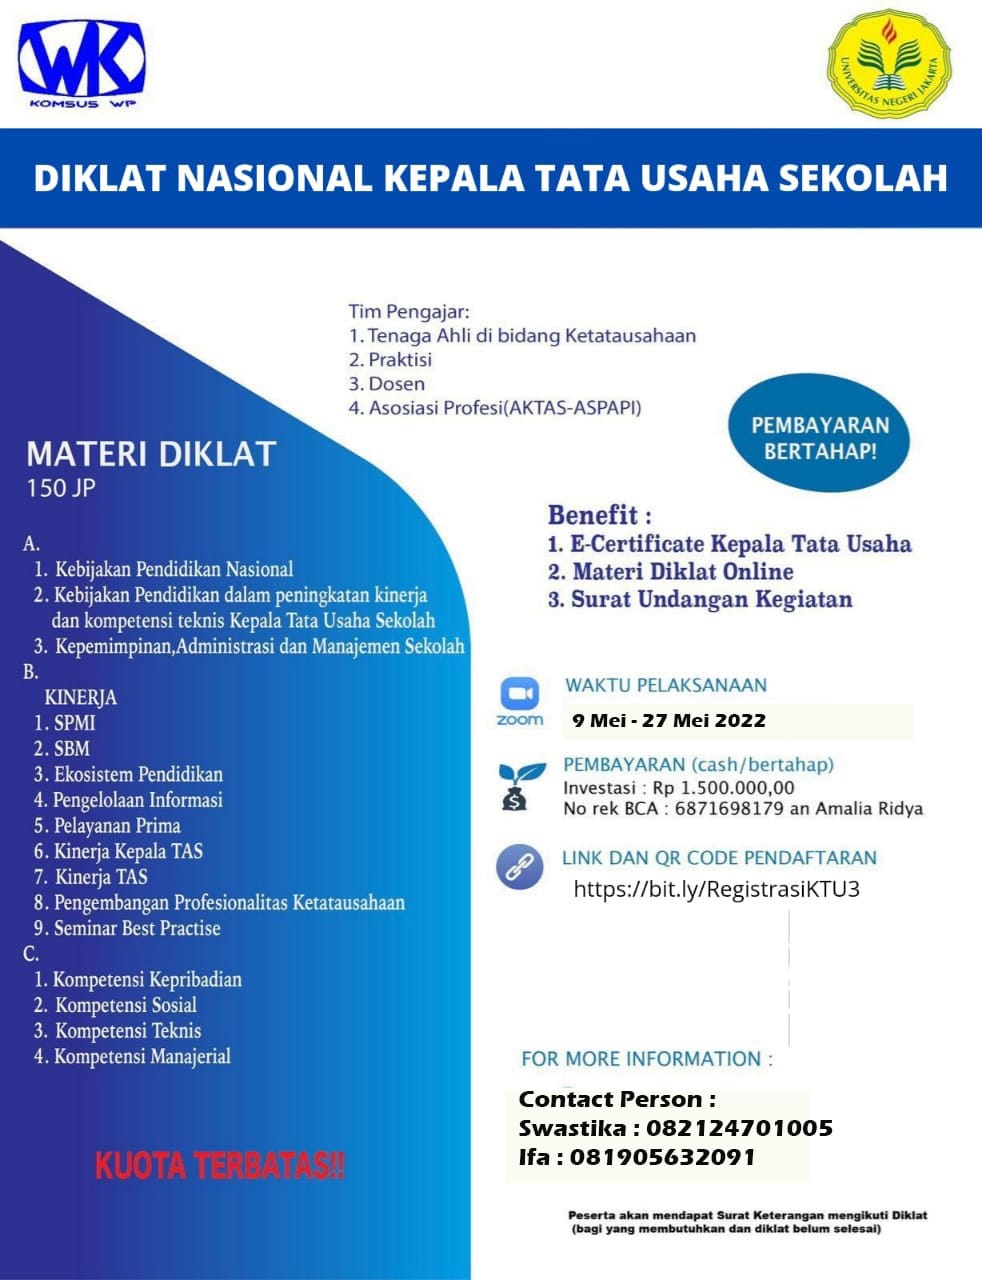 WK
KOMSUS WP
UNIVERSITAS NEGERI JAKARTA
DIKLAT NASIONAL KEPALA TATA USAHA SEKOLAH
Tim Pengajar:
1. Tenaga Ahli di bidang Ketatausahaan
2. Praktisi
3. Dosen
4. Asosiasi Profesi(AKTAS-ASPAPI)
PEMBAYARAN
BERTAHAP!
MATERI DIKLAT
150 JP
A.
1. Kebijakan Pendidikan Nasional
2. Kebijakan Pendidikan dalam peningkatan kinerja
dan kompetensi teknis Kepala Tata Usaha Sekolah
3. Kepemimpinan,Administrasi dan Manajemen Sekolah
B.
KINERJA
1. SPMI
2. SBM
3. Ekosistem Pendidikan
4. Pengelolaan Informasi
5. Pelayanan Prima
6. Kinerja Kepala TAS
7. Kinerja TAS
8. Pengembangan Profesionalitas Ketatausahaan
9. Seminar Best Practise
C.
1. Kompetensi Kepribadian
2. Kompetensi Sosial
3. Kompetensi Teknis
4. Kompetensi Manajerial
KUOTA TERBATAS!!
Benefit :
1. E-Certificate Kepala Tata Usaha
2. Materi Diklat Online
3. Surat Undangan Kegiatan
zoom
WAKTU PELAKSANAAN
9 Mei - 27 Mei 2022
PEMBAYARAN (cash/bertahap)
Investasi : Rp 1.500.000,00
No rek BCA : 6871698179 an Amalia Ridya
LINK DAN QR CODE PENDAFTARAN
https://bit.ly/RegistrasiKTU3
FOR MORE INFORMATION :
Contact Person :
Swastika : 082124701005
Ifa : 081905632091
Peserta akan mendapat Surat Keterangan mengikuti Diklat
(bagi yang membutuhkan dan diklat belum selesai)